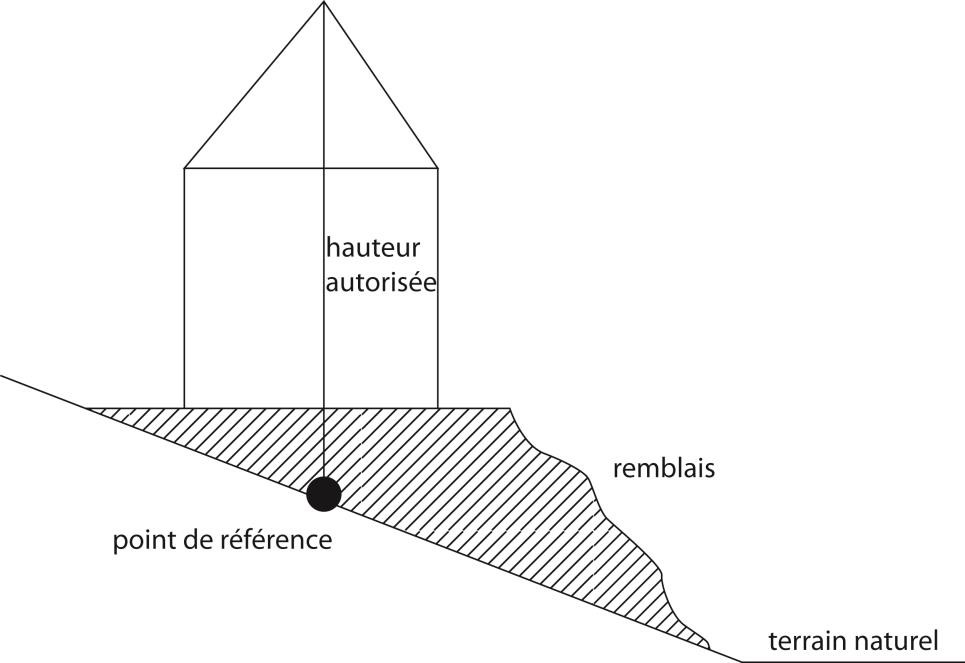 hauteur
autorisée
remblais
point de référence
terrain naturel